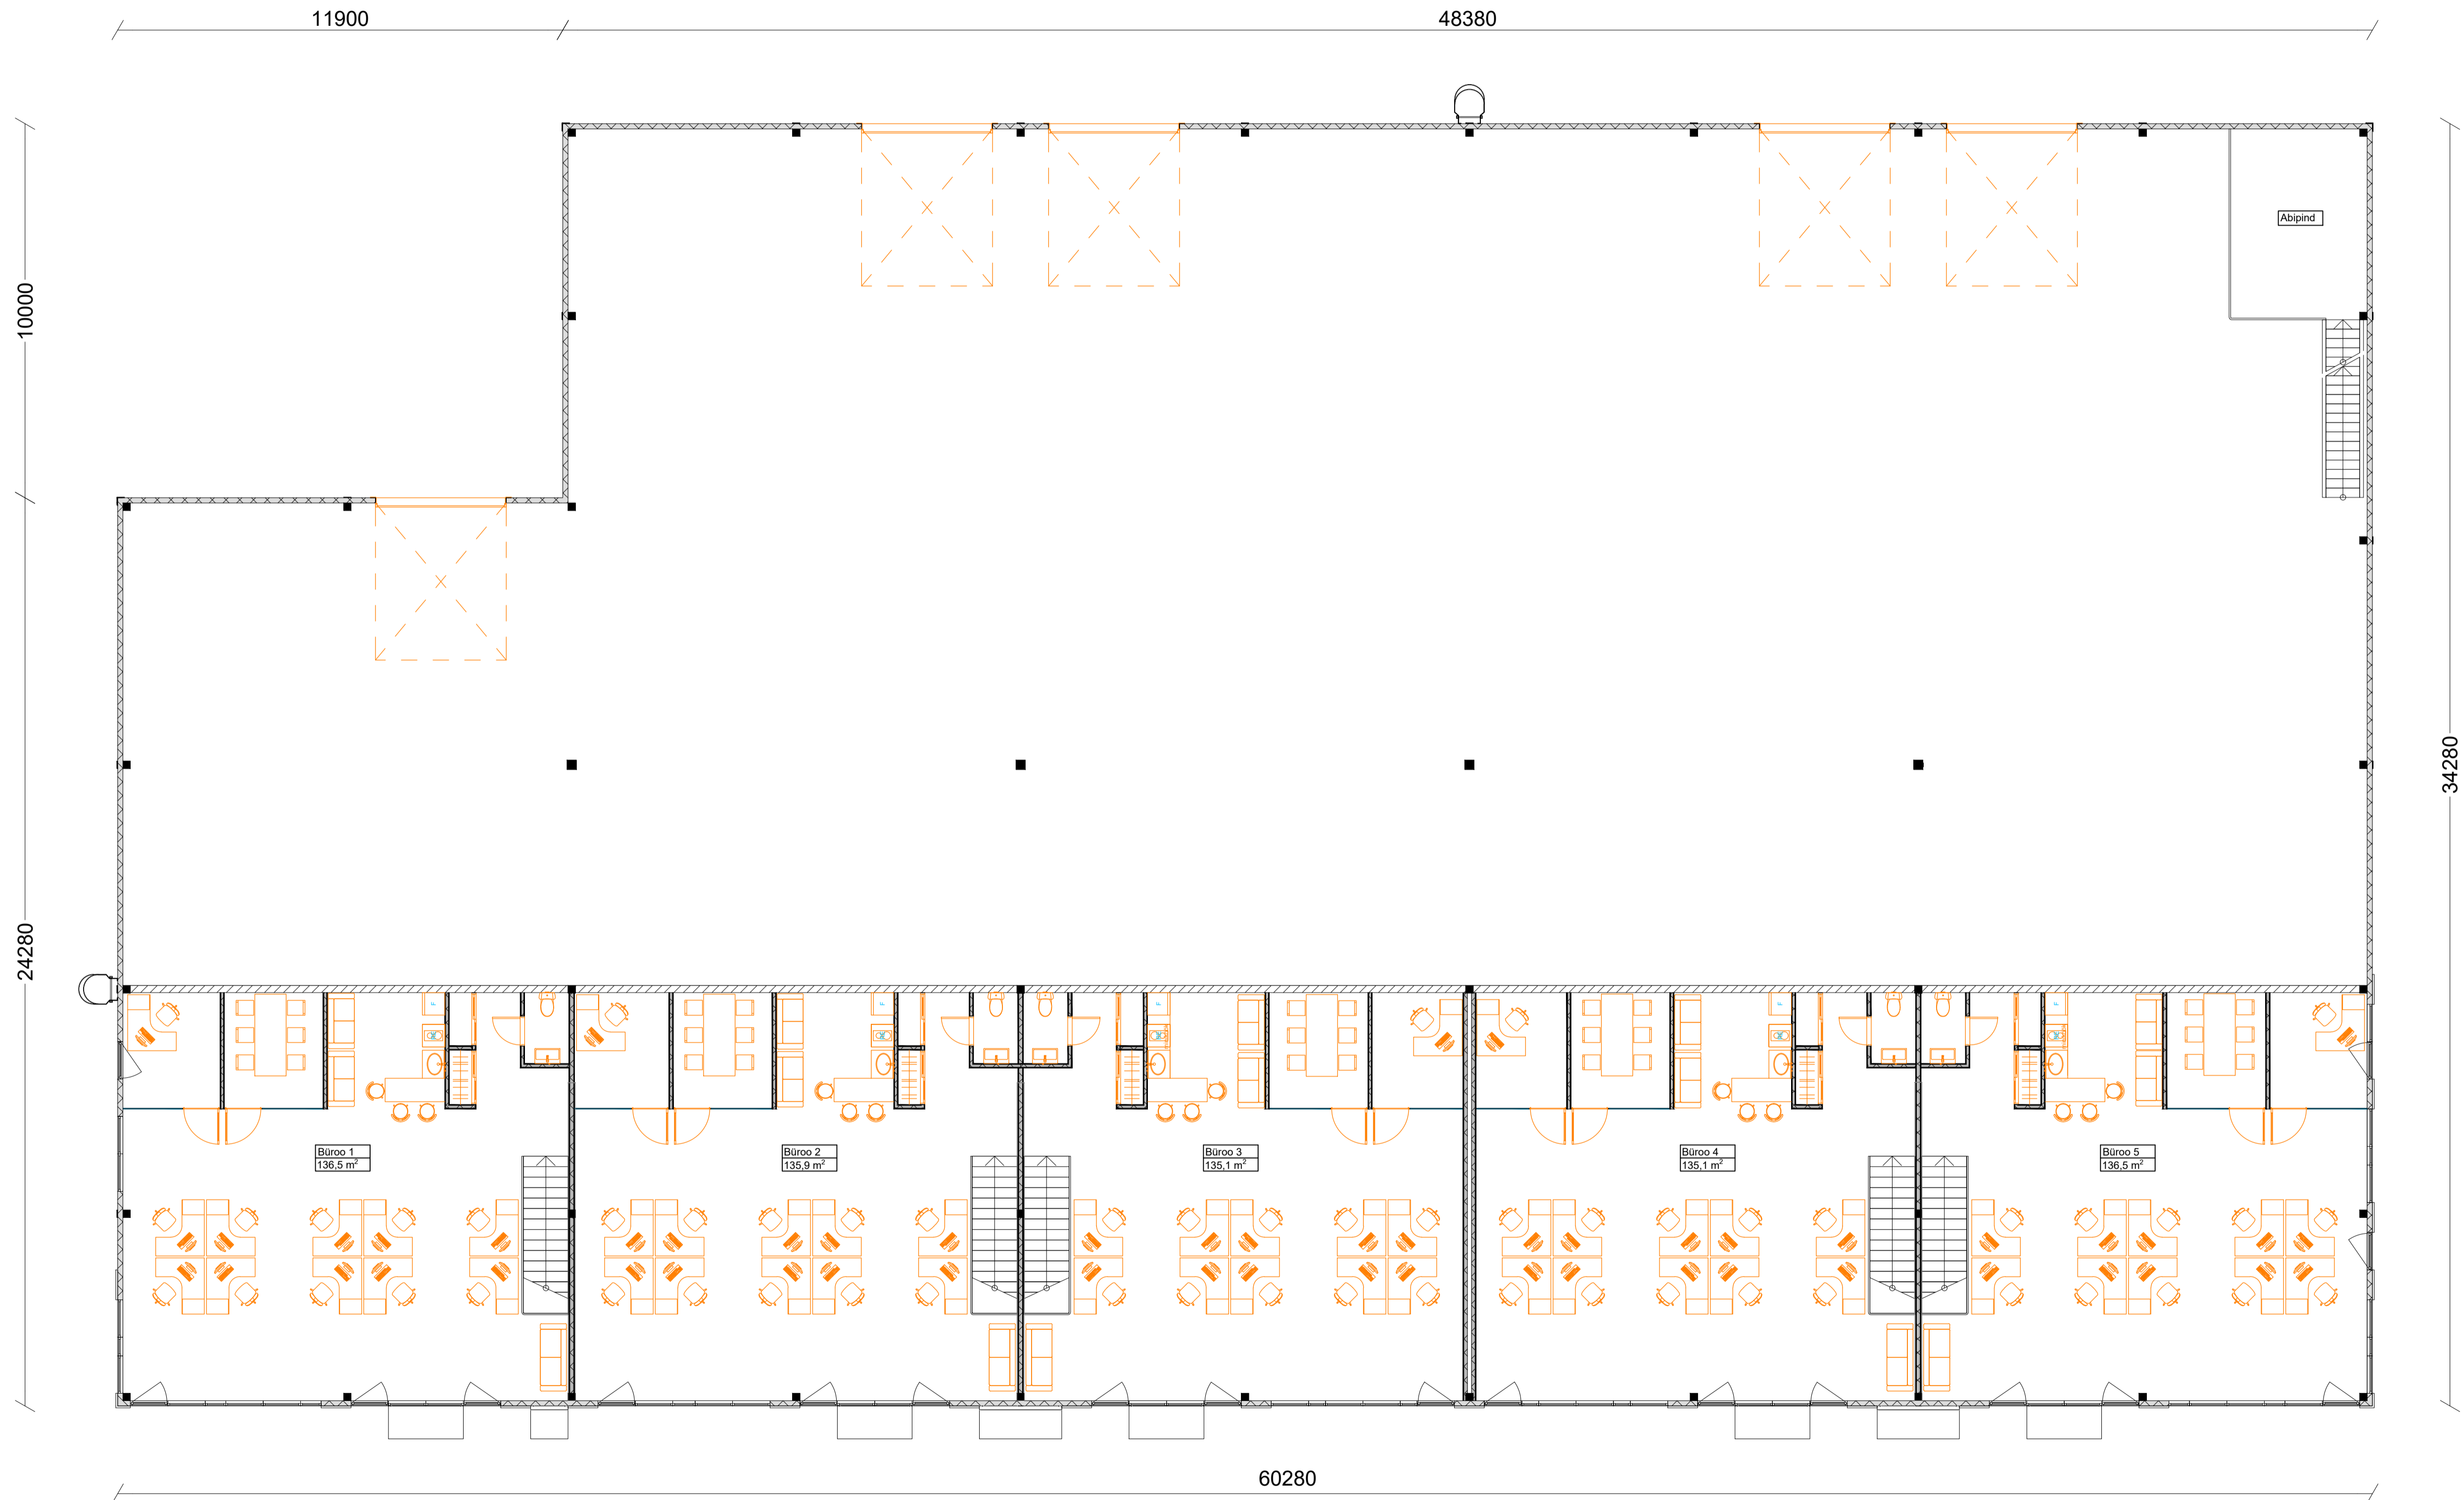 11900
48380
10000
Abipind
34280
24280
F
F
F
F
F
Büroo 1
136,5 m²
Büroo 2
135,9 m²
Büroo 3
135,1 m²
Büroo 4
135,1 m²
Büroo 5
136,5 m²
60280